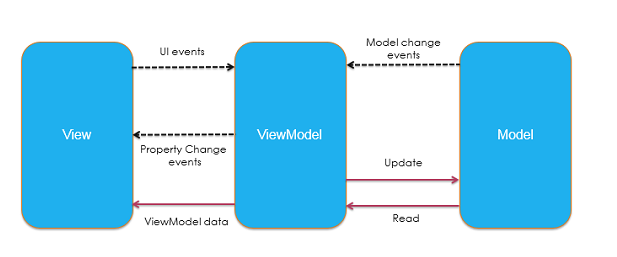 UI events
Model change
events
View
ViewModel
Model
Property Change
events
Update
ViewModel data
Read